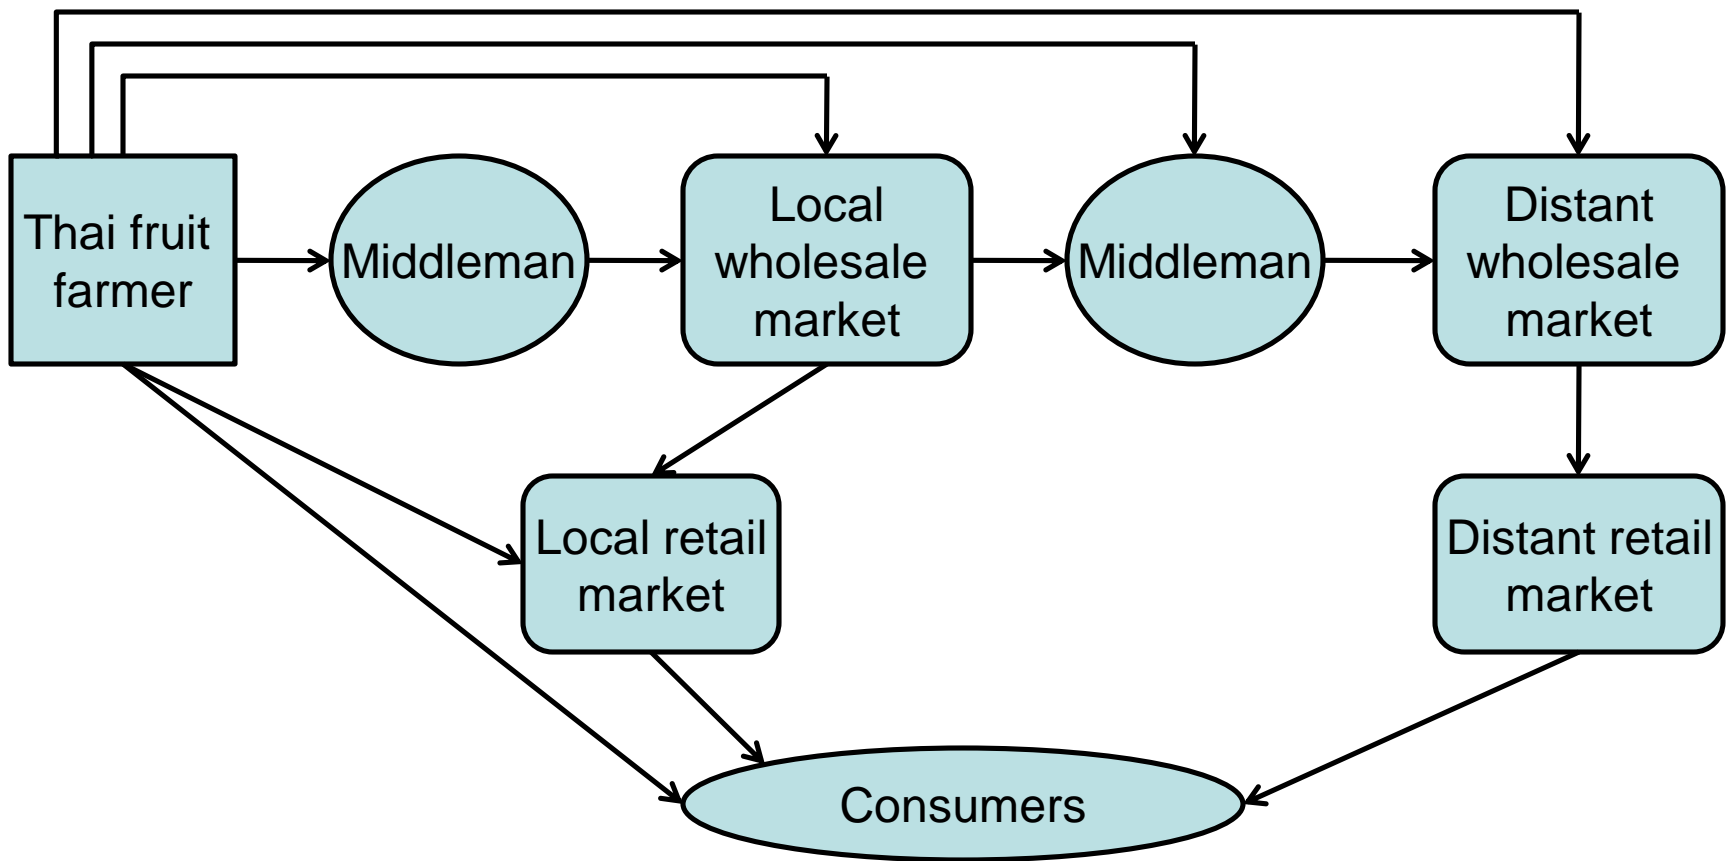 Thai fruit
farmer
Middleman
Local
wholesale
market
Middleman
Distant
wholesale
market
Local retail
market
Distant retail
market
Consumers